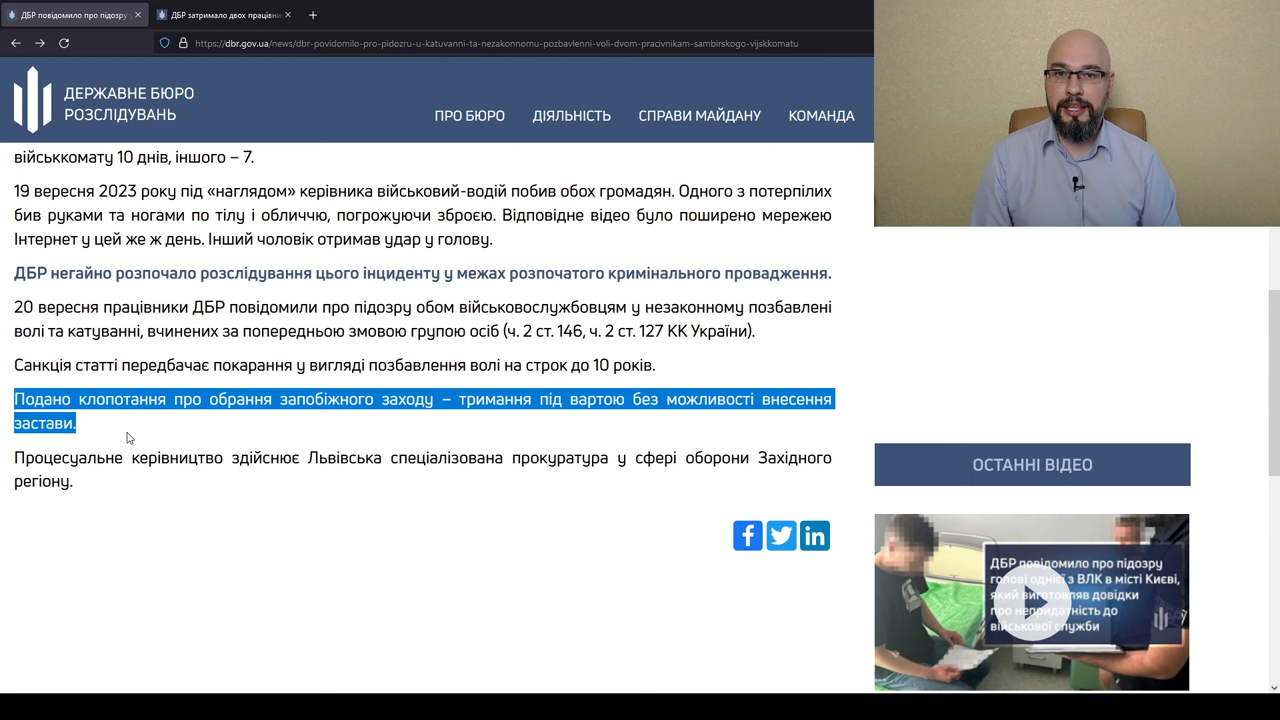 ДБР повідомило про підозру
ДБР затримало двох працівн
https://dbr.gov.ua/news/dbr-povidomilo-pro-pidozru-u-katuvanni-ta-nezakonnomu-pozbavlenni-voli-dvom-pracivnikam-sambirskogo-vijskkomatu
ДЕРЖАВНЕ БЮРО
РОЗСЛІДУВАНЬ
ПРО БЮРО
ДІЯЛЬНІСТЬ
СПРАВИ МАЙДАНУ
КОМАНДА
військкомату 10 днів, іншого – 7.
19 вересня 2023 року під «наглядом» керівника військовий-водій побив обох громадян. Одного з потерпілих
бив руками та ногами по тілу і обличчю, погрожуючи зброєю. Відповідне відео було поширено мережею
Інтернет у цей же ж день. Інший чоловік отримав удар у голову.
ДБР негайно розпочало розслідування цього інциденту у межах розпочатого кримінального провадження.
20 вересня працівники ДБР повідомили про підозру обом військовослужбовцям у незаконному позбавлені
волі та катуванні, вчинених за попередньою змовою групою осіб (ч. 2 ст. 146, ч. 2 ст. 127 КК України).
Санкція статті передбачає покарання у вигляді позбавлення волі на строк до 10 років.
Подано клопотання про обрання запобіжного заходу – тримання під вартою без можливості внесення
застави.
Процесуальне керівництво здійснює Львівська спеціалізована прокуратура у сфері оборони Західного
регіону.
ОСТАННІ ВІДЕО
ДБР повідомило про підозру
голові однієї з ВЛК в місті Києві,
який виготовляв довідки
про непридатність до
військової служби